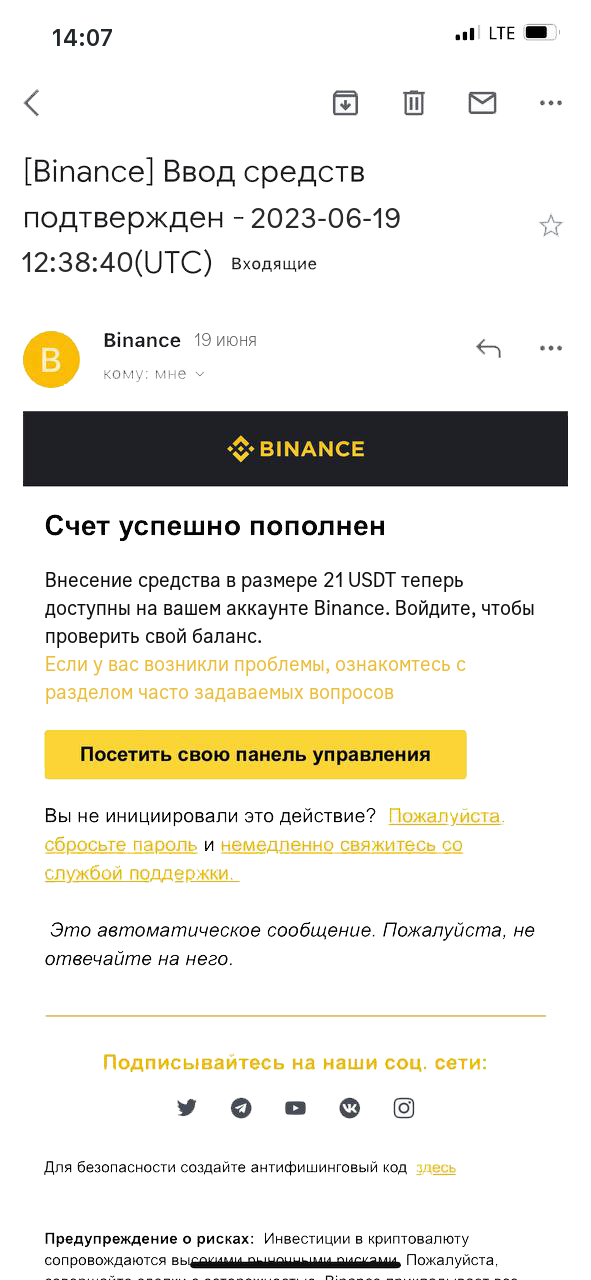 14:07
LTE
[Binance] Ввод средств
подтвержден - 2023-06-19
12:38:40(UTC) Входящие
B
Binance 19 июня
кому: мне
BINANCE
Счет успешно пополнен
Внесение средства в размере 21 USDT теперь
доступны на вашем аккаунте Binance. Войдите, чтобы
проверить свой баланс.
Если у вас возникли проблемы, ознакомтесь с
разделом часто задаваемых вопросов
Посетить свою панель управления
Вы не инициировали это действие? Пожалуйста,
сбросьте пароль и немедленно свяжитесь со
службой поддержки.
Это автоматическое сообщение. Пожалуйста, не
отвечайте на него.
Подписывайтесь на наши соц. сети:
Для безопасности создайте антифишинговый код здесь
Предупреждение о рисках: Инвестиции в криптовалюту
сопровождаются высокими рыночными рисками. Пожалуйста,